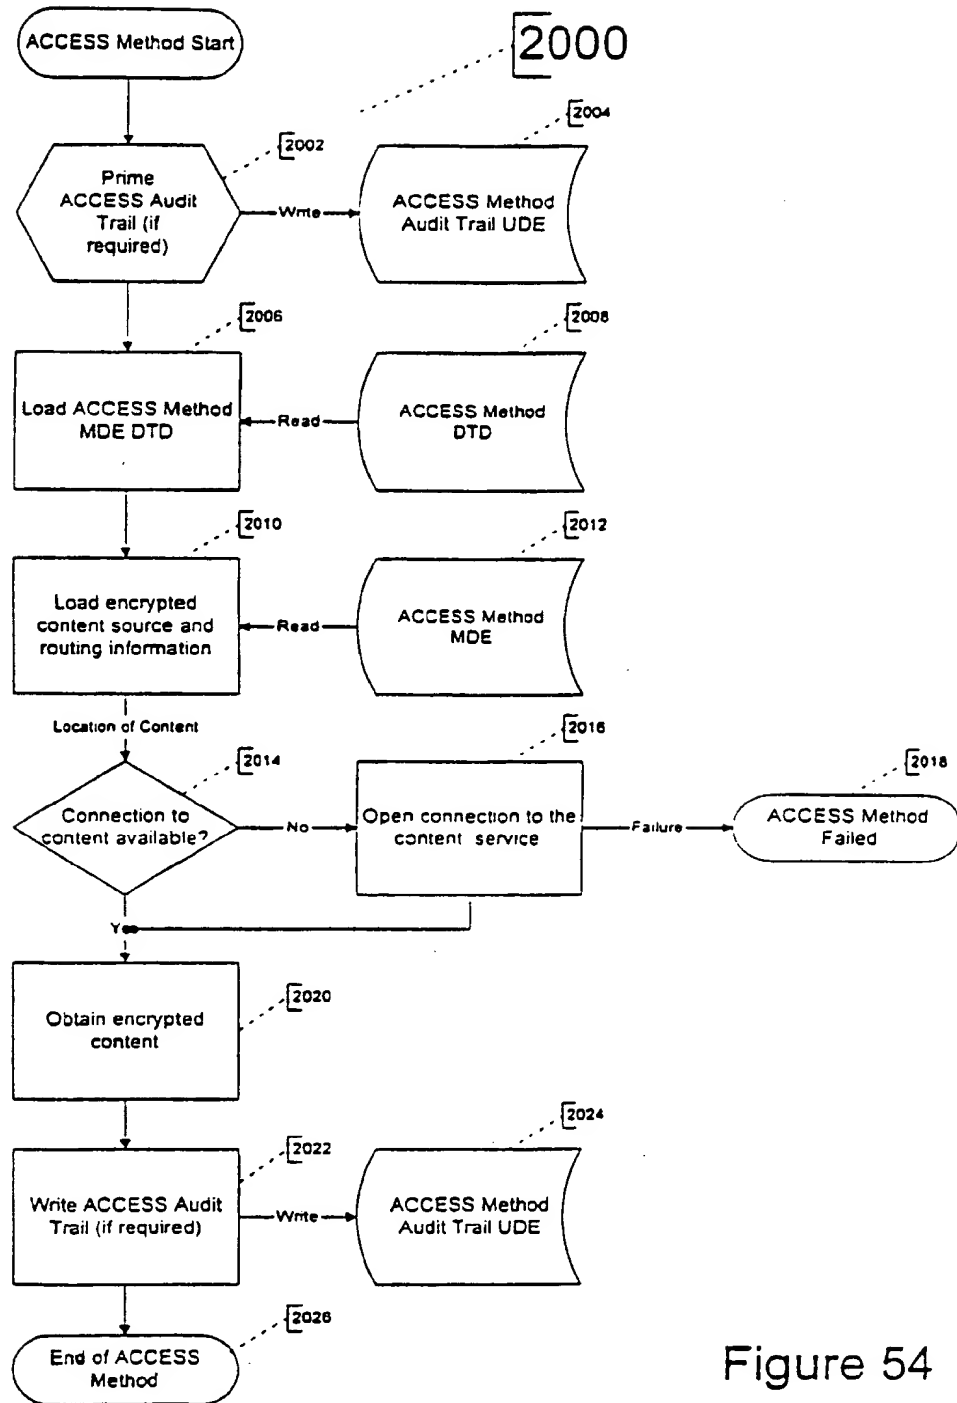 ACCESS Method Start
2000
2002
2004
Prime
ACCESS Audit
Trail (if
required)
Write
ACCESS Method
Audit Trail UDE
2006
2008
Load ACCESS Method
MDE DTD
Read
ACCESS Method
DTD
2010
2012
Load encrypted
content source and
routing information
Read
ACCESS Method
MDE
Location of Content
2014
2016
2018
Connection to
content available?
No
Open connection to the
content service
Failure
ACCESS Method
Failed
Y
2020
Obtain encrypted
content
2022
2024
Write ACCESS Audit
Trail (if required)
Write
ACCESS Method
Audit Trail UDE
2026
End of ACCESS
Method
Figure 54